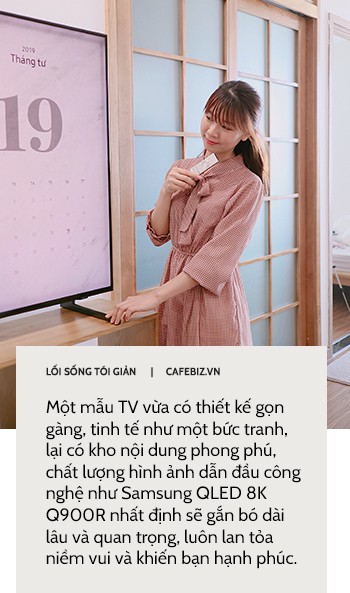 2019
Tháng tư
19
LỐI SỐNG TỐI GIẢN | CAFEBIZ.VN
Một mẫu TV vừa có thiết kế gọn
gàng, tinh tế như một bức tranh,
lại có kho nội dung phong phú,
chất lượng hình ảnh dẫn đầu công
nghệ như Samsung QLED 8K
Q900R nhất định sẽ gắn bó dài
lâu và quan trọng, luôn lan tỏa
niềm vui và khiến bạn hạnh phúc.